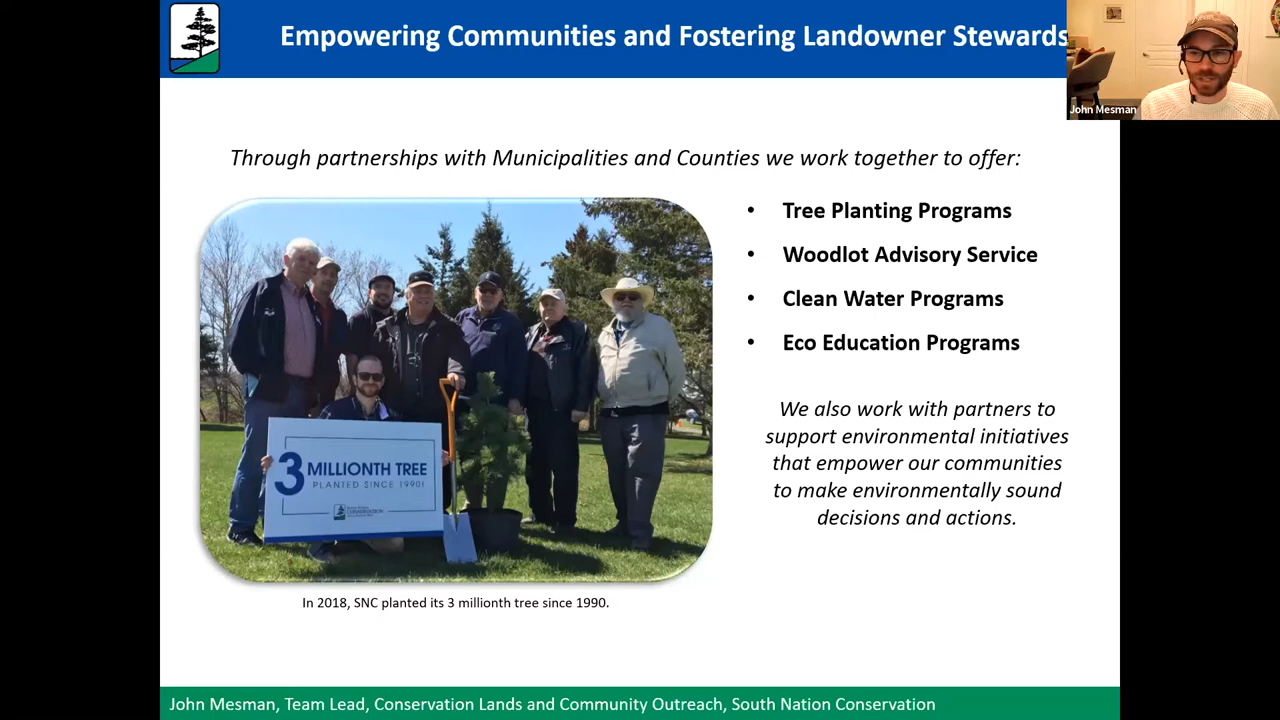 Empowering Communities and Fostering Landowner Stewards
John Mesman
Through partnerships with Municipalities and Counties we work together to offer:
• Tree Planting Programs
• Woodlot Advisory Service
• Clean Water Programs
• Eco Education Programs
We also work with partners to
support environmental initiatives
that empower our communities
to make environmentally sound
decisions and actions.
3 MILLIONTH TREE
PLANTED SINCE 1990!
CONSERVATION
In 2018, SNC planted its 3 millionth tree since 1990.
John Mesman, Team Lead, Conservation Lands and Community Outreach, South Nation Conservation